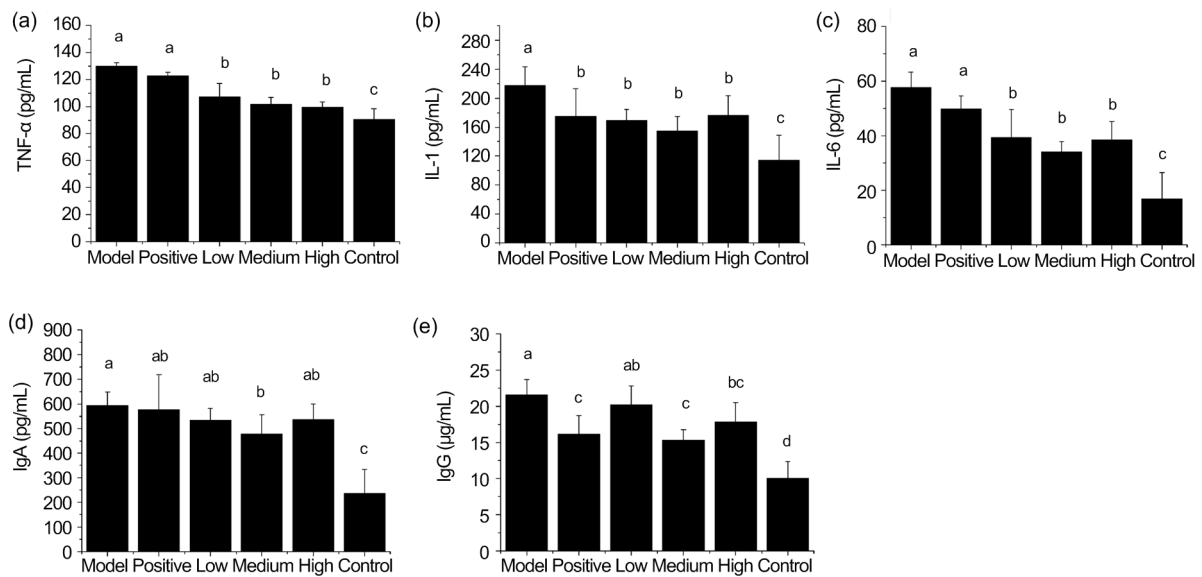 (a)
TNF-α (pg/mL)
160
140
120
100
80
60
40
20
0
a a b b b c
Model Positive Low Medium High Control
(b)
IL-1 (pg/mL)
300
260
220
180
160
120
80
40
0
a b b b b c
Model Positive Low Medium High Control
(c)
IL-6 (pg/mL)
80
60
40
20
0
a a b b b c
Model Positive Low Medium High Control
(d)
IgA (pg/mL)
900
800
700
600
500
400
300
200
100
0
a ab ab b ab c
Model Positive Low Medium High Control
(e)
IgG (μg/mL)
30
25
20
15
10
5
0
a c ab c bc d
Model Positive Low Medium High Control